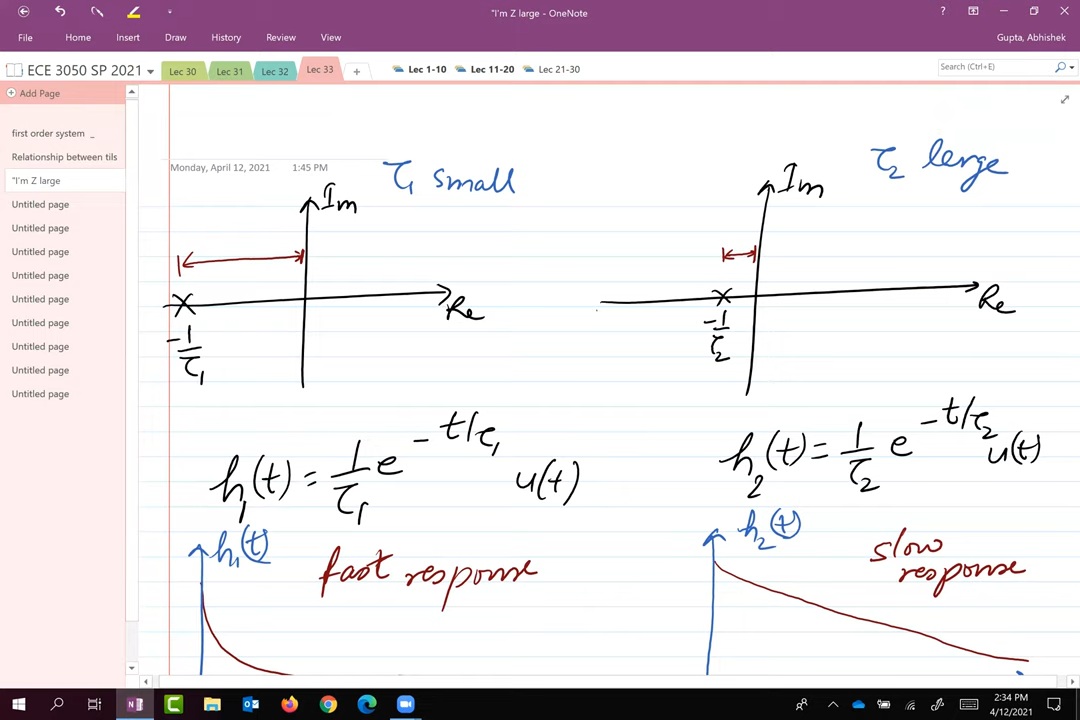 "I'm Z large - OneNote
?
File
Home
Insert
Draw
History
Review
View
Gupta, Abhishek
ECE 3050 SP 2021
Lec 30
Lec 31
Lec 32
Lec 33
+
Lec 1-10
Lec 11-20
Lec 21-30
Search (Ctrl+E)
Add Page
first order system _
Relationship between tils
"I'm Z large
Untitled page
Untitled page
Untitled page
Untitled page
Untitled page
Untitled page
Untitled page
Untitled page
Untitled page
Monday, April 12, 2021 1:45 PM
τ₁ small
τ₂ large
Im
Im
Re
Re
-1/τ₁
-1/τ₂
h₁(t) = 1/τ₁ e^(-t/τ₁) u(t)
h₂(t) = 1/τ₂ e^(-t/τ₂) u(t)
h₁(t)
fast response
h₂(t)
slow
response
2:34 PM
4/12/2021